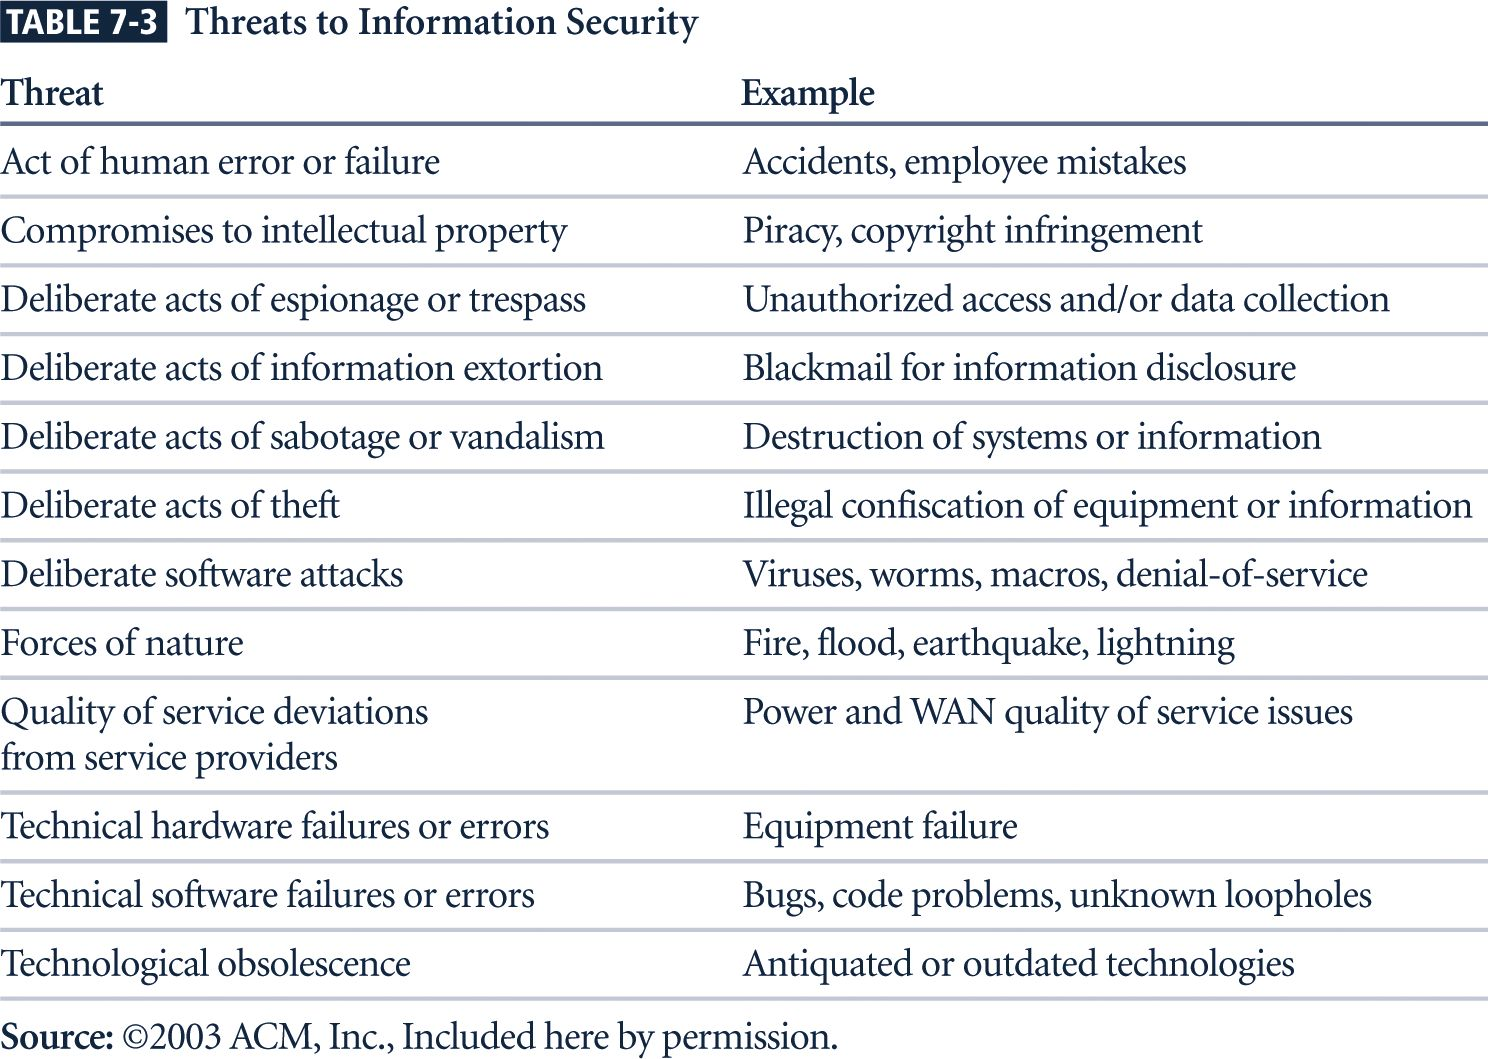 TABLE 7-3 Threats to Information Security
Threat Example
Act of human error or failure Accidents, employee mistakes
Compromises to intellectual property Piracy, copyright infringement
Deliberate acts of espionage or trespass Unauthorized access and/or data collection
Deliberate acts of information extortion Blackmail for information disclosure
Deliberate acts of sabotage or vandalism Destruction of systems or information
Deliberate acts of theft Illegal confiscation of equipment or information
Deliberate software attacks Viruses, worms, macros, denial-of-service
Forces of nature Fire, flood, earthquake, lightning
Quality of service deviations Power and WAN quality of service issues
from service providers
Technical hardware failures or errors Equipment failure
Technical software failures or errors Bugs, code problems, unknown loopholes
Technological obsolescence Antiquated or outdated technologies
Source: ©2003 ACM, Inc., Included here by permission.